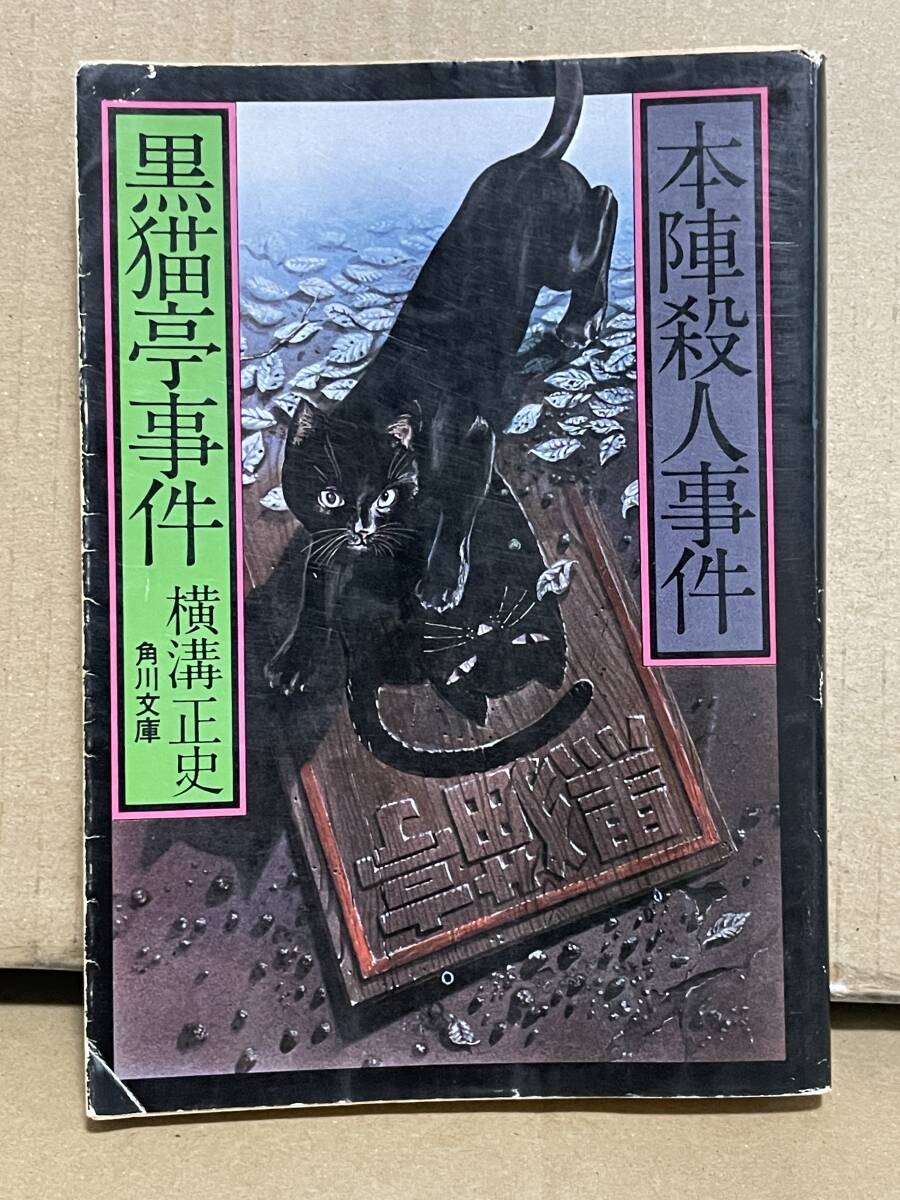 本陣殺人事件
黒猫亭事件
横溝正史
角川文庫